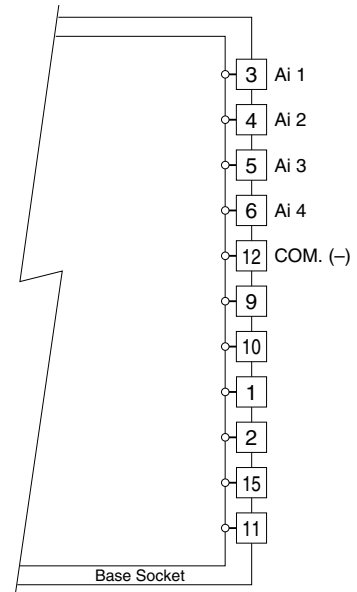 3 Ai 1
4 Ai 2
5 Ai 3
6 Ai 4
12 COM. (–)
9
10
1
2
15
11
Base Socket